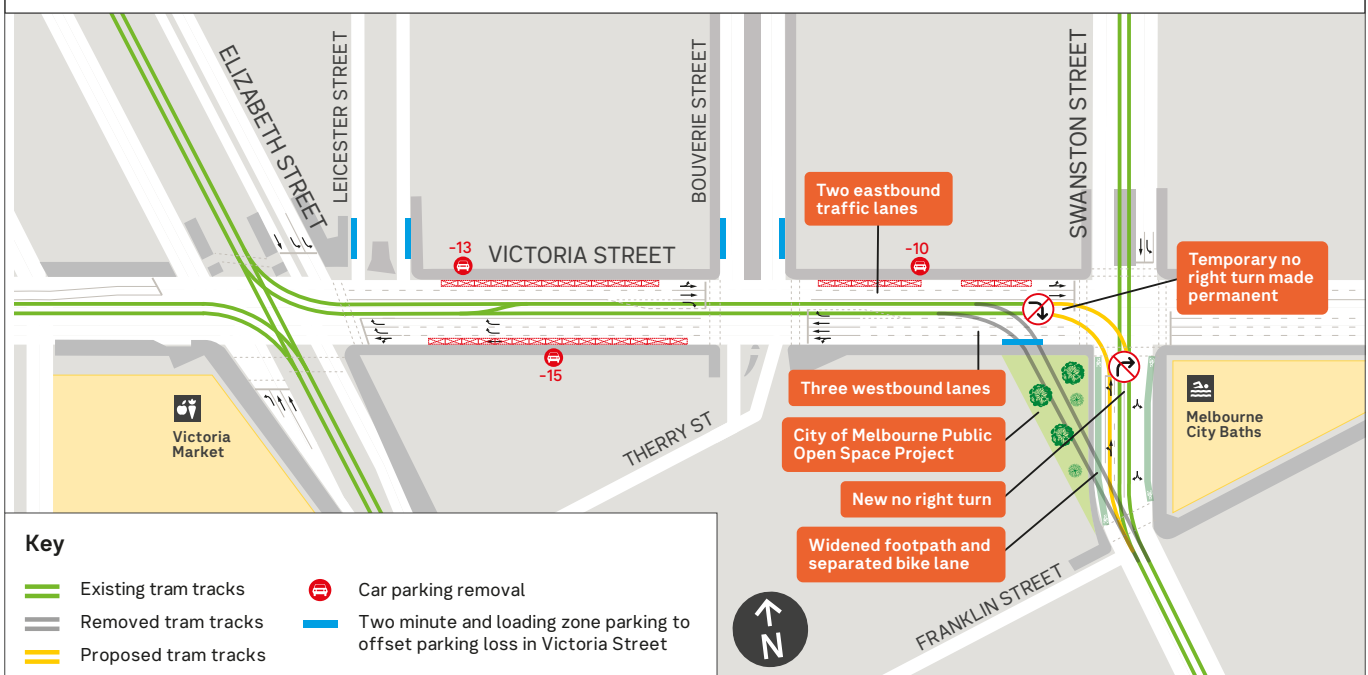 ELIZABETH STREET
LEICESTER STREET
BOUVERIE STREET
SWANSTON STREET
Two eastbound
traffic lanes
-13
VICTORIA STREET
-10
Temporary no
right turn made
permanent
-15
Three westbound lanes
Victoria
Market
Melbourne
City Baths
THERRY ST
City of Melbourne Public
Open Space Project
New no right turn
Widened footpath and
separated bike lane
FRANKLIN STREET
Key
Existing tram tracks
Removed tram tracks
Proposed tram tracks
Car parking removal
Two minute and loading zone parking to
offset parking loss in Victoria Street
N